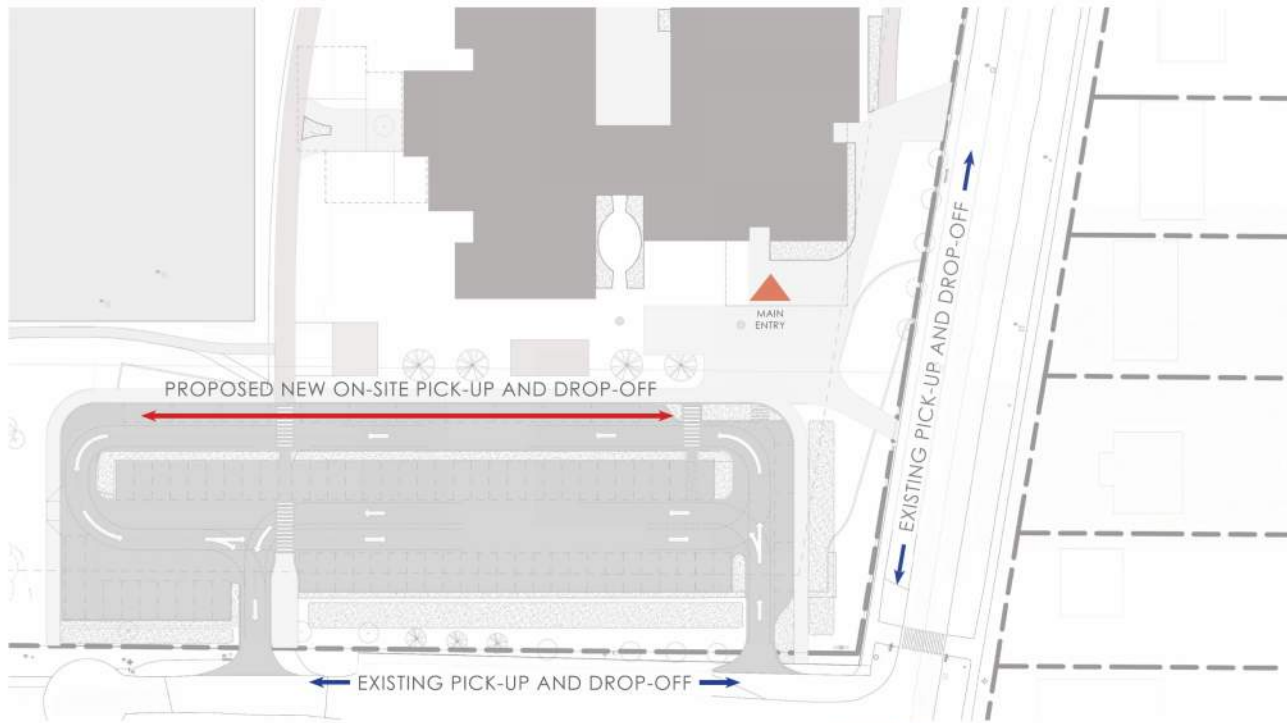 MAIN
ENTRY
PROPOSED NEW ON-SITE PICK-UP AND DROP-OFF
EXISTING PICK-UP AND DROP-OFF
EXISTING PICK-UP AND DROP-OFF